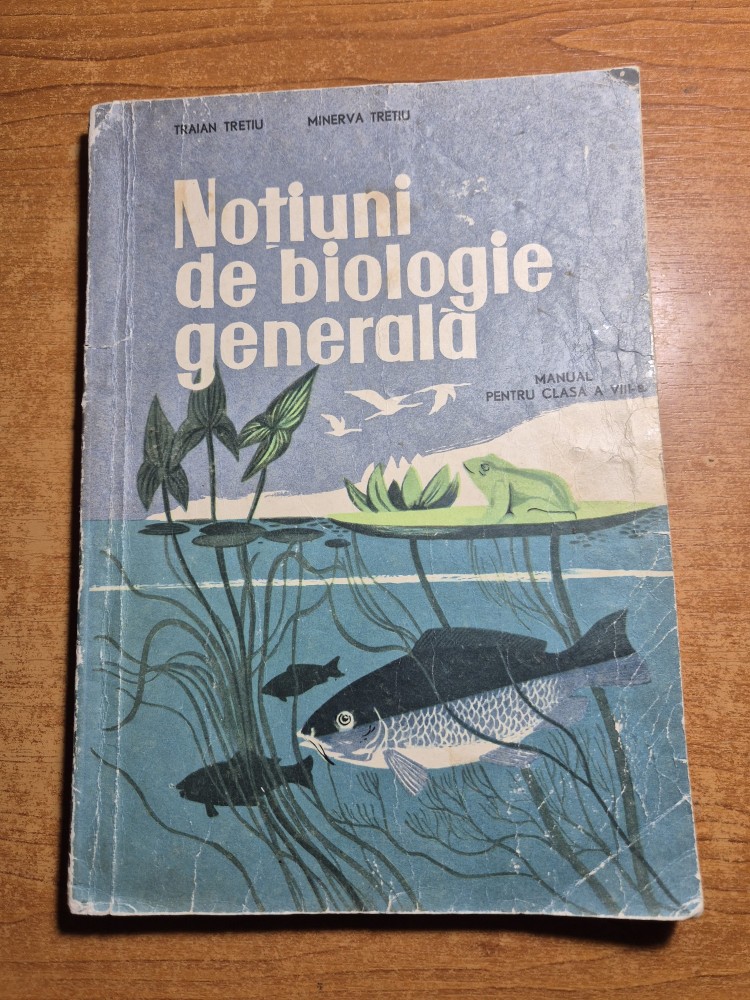 TRAIAN TRETIU MINERVA TRETIU
Noțiuni
de biologie
generală
MANUAL
PENTRU CLASA A VIII-a